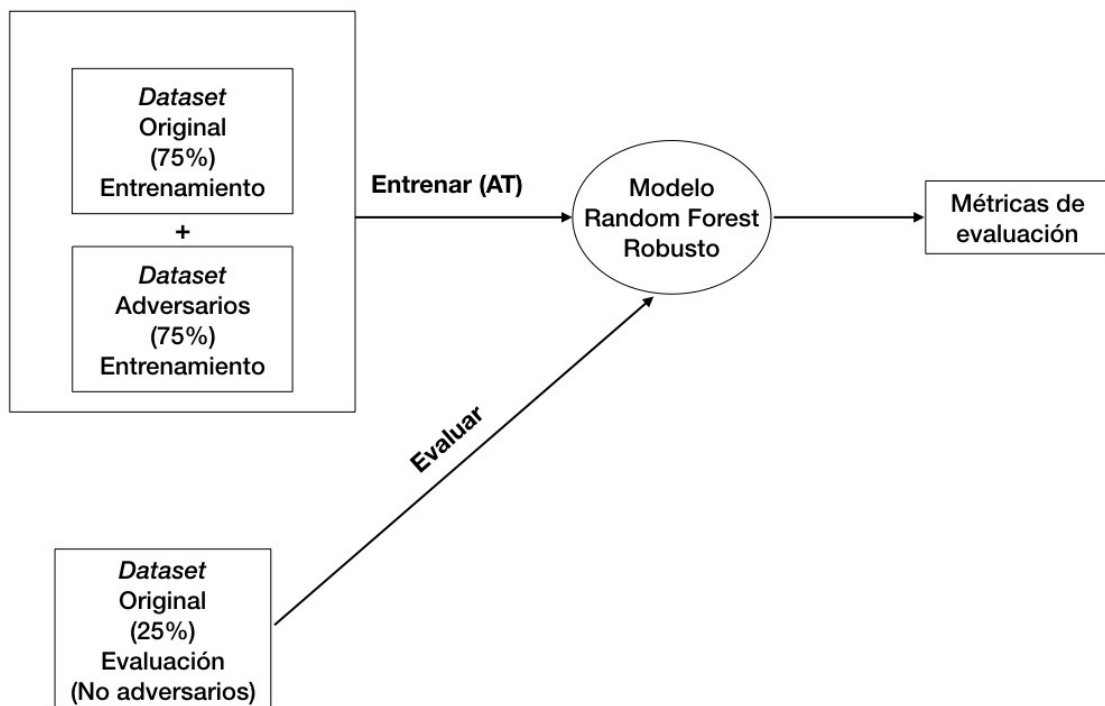 Dataset
Original
(75%)
Entrenamiento
+
Dataset
Adversarios
(75%)
Entrenamiento
Entrenar (AT)
Modelo
Random Forest
Robusto
Métricas de
evaluación
Evaluar
Dataset
Original
(25%)
Evaluación
(No adversarios)